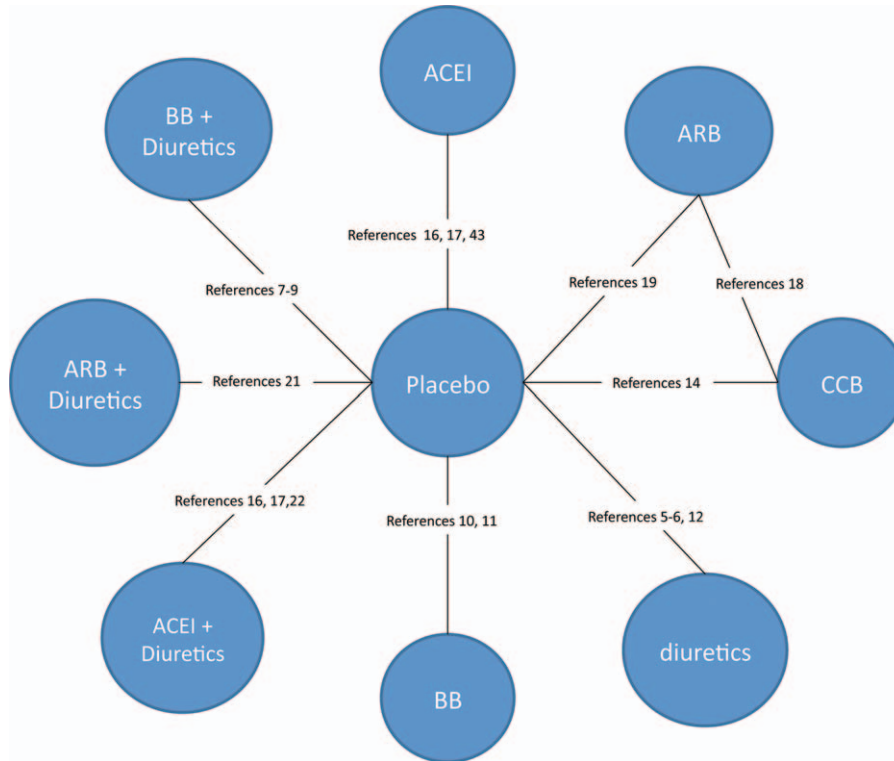 ACEI
BB +
Diuretics
ARB
References 16, 17, 43
References 7-9
References 19
References 18
ARB +
Diuretics
References 21
Placebo
References 14
CCB
References 16, 17,22
References 10, 11
References 5-6, 12
ACEI +
Diuretics
BB
diuretics